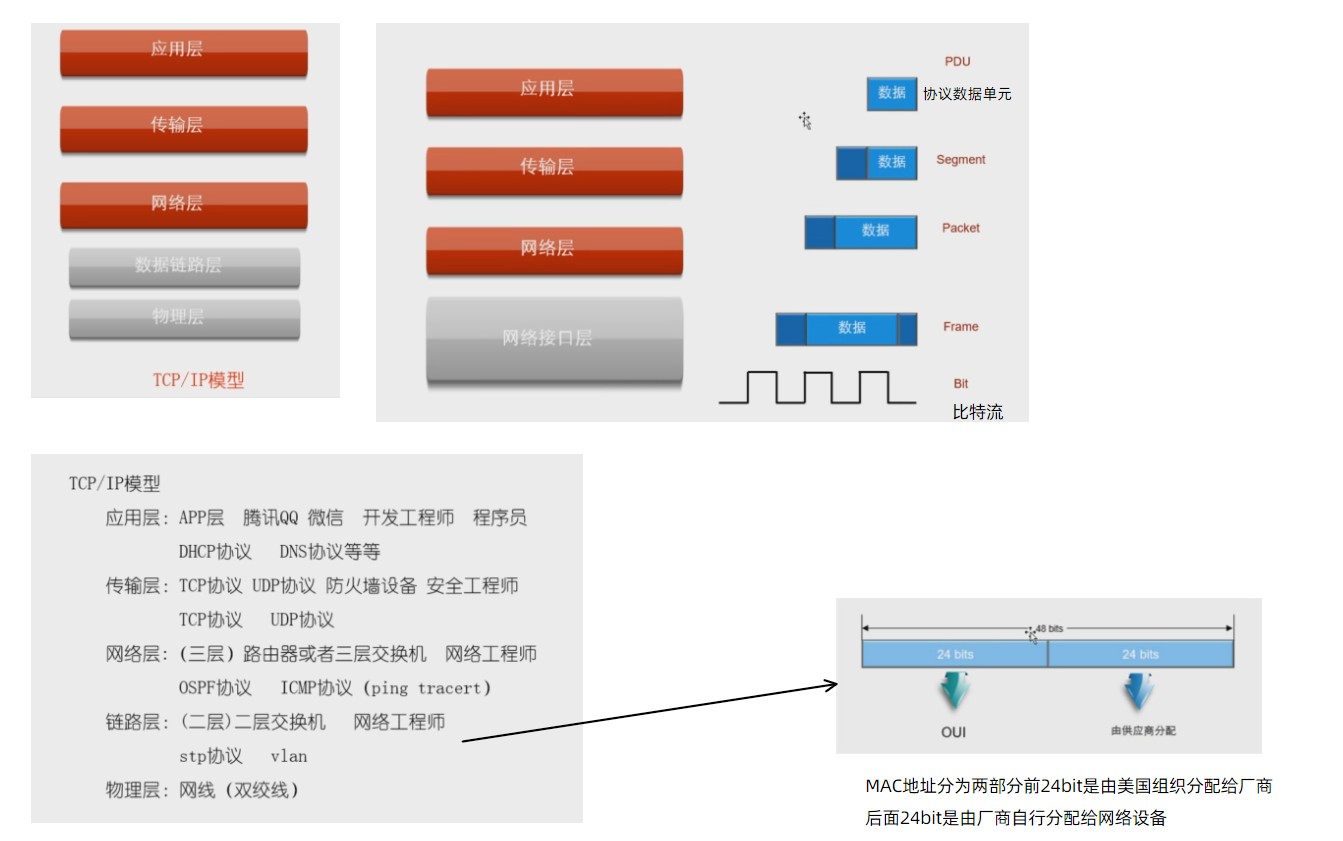 应用层
传输层
网络层
数据链路层
物理层
TCP/IP模型
PDU
应用层
数据
协议数据单元
传输层
数据
Segment
网络层
数据
Packet
网络接口层
数据
Frame
Bit
比特流
TCP/IP模型
应用层: APP层 腾讯QQ 微信 开发工程师 程序员
DHCP协议 DNS协议等等
传输层: TCP协议 UDP协议 防火墙设备 安全工程师
TCP协议 UDP协议
网络层: (三层) 路由器或者三层交换机 网络工程师
OSPF协议 ICMP协议 (ping tracert)
链路层: (二层)二层交换机 网络工程师
stp协议 vlan
物理层: 网线 (双绞线)
48 bits
24 bits 24 bits
OUI 由供应商分配
MAC地址分为两部分前24bit是由美国组织分配给厂商
后面24bit是由厂商自行分配给网络设备